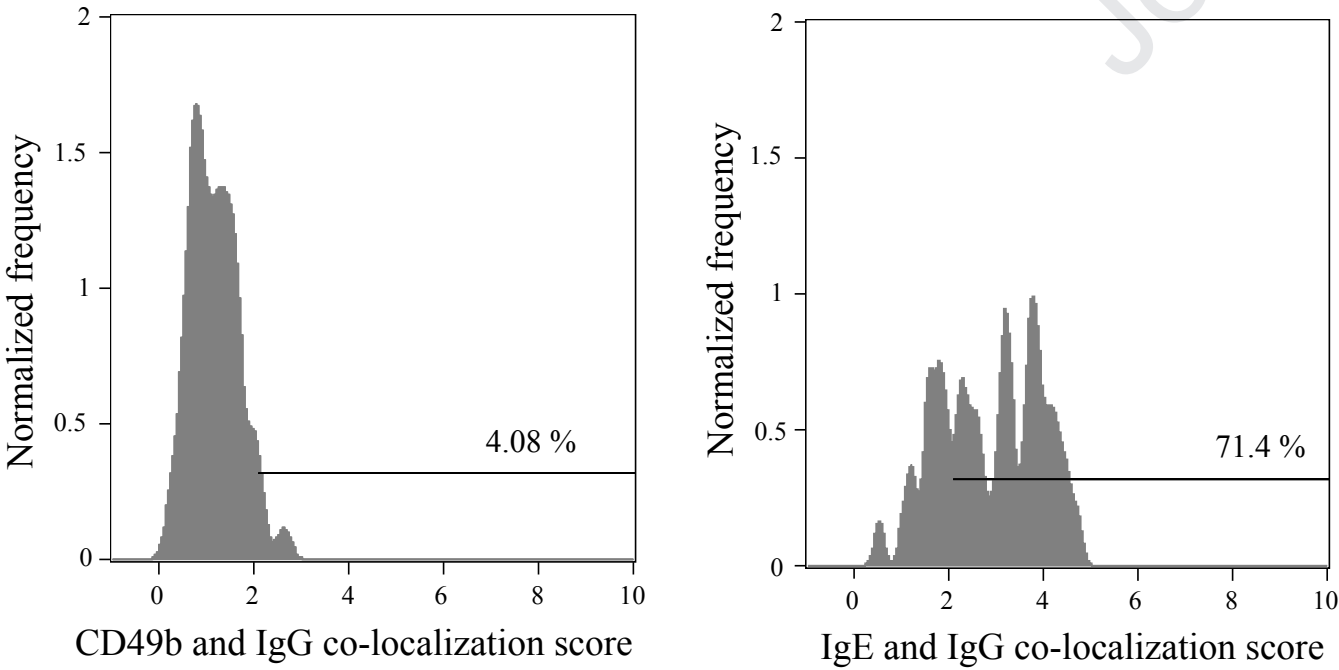 2
1.5
1
0.5
0
Normalized frequency
4.08 %
0 2 4 6 8 10
CD49b and IgG co-localization score
2
1.5
1
0.5
0
Normalized frequency
71.4 %
0 2 4 6 8 10
IgE and IgG co-localization score